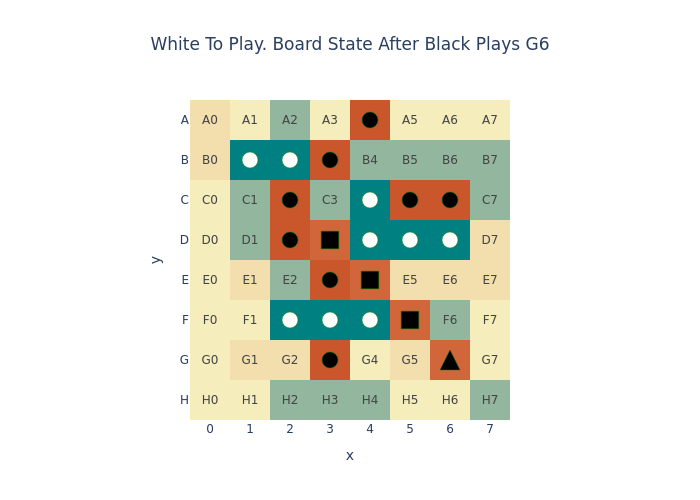 White To Play. Board State After Black Plays G6
A A0 A1 A2 A3 A5 A6 A7
B B0 B4 B5 B6 B7
C C0 C1 C3 C7
D D0 D1 D7
E E0 E1 E2 E5 E6 E7
F F0 F1 F6 F7
G G0 G1 G2 G4 G5 G7
H H0 H1 H2 H3 H4 H5 H6 H7
0 1 2 3 4 5 6 7
x
y